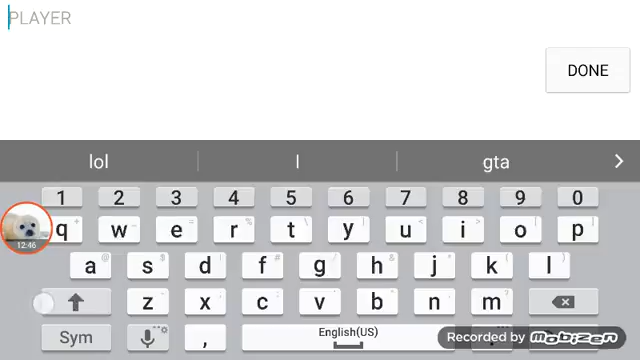 PLAYER
DONE
lol l gta
1 2 3 4 5 6 7 8 9 0
q w e r t y u i o p
a s d f g h j k l
z x c v b n m
Sym , English(US)
12:46
Recorded by mobizen